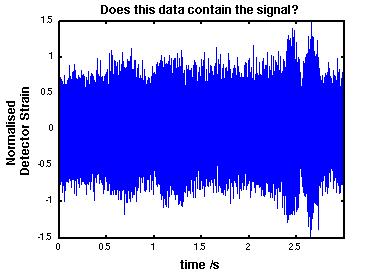 Does this data contain the signal?
1.5
1
0.5
0
-0.5
-1
-1.5
Normalised
Detector Strain
0 0.5 1 1.5 2 2.5
time /s